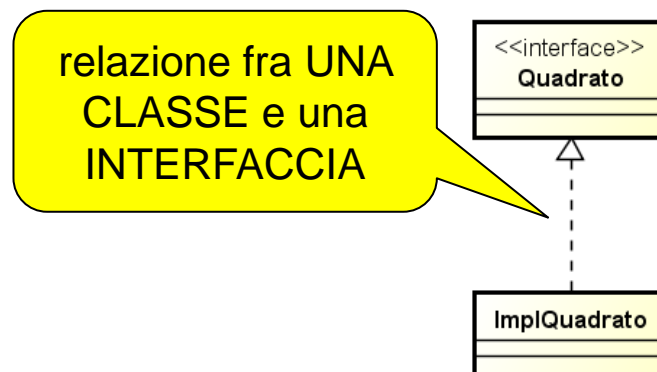 relazione fra UNA
CLASSE e una
INTERFACCIA
<<interface>>
Quadrato
ImplQuadrato